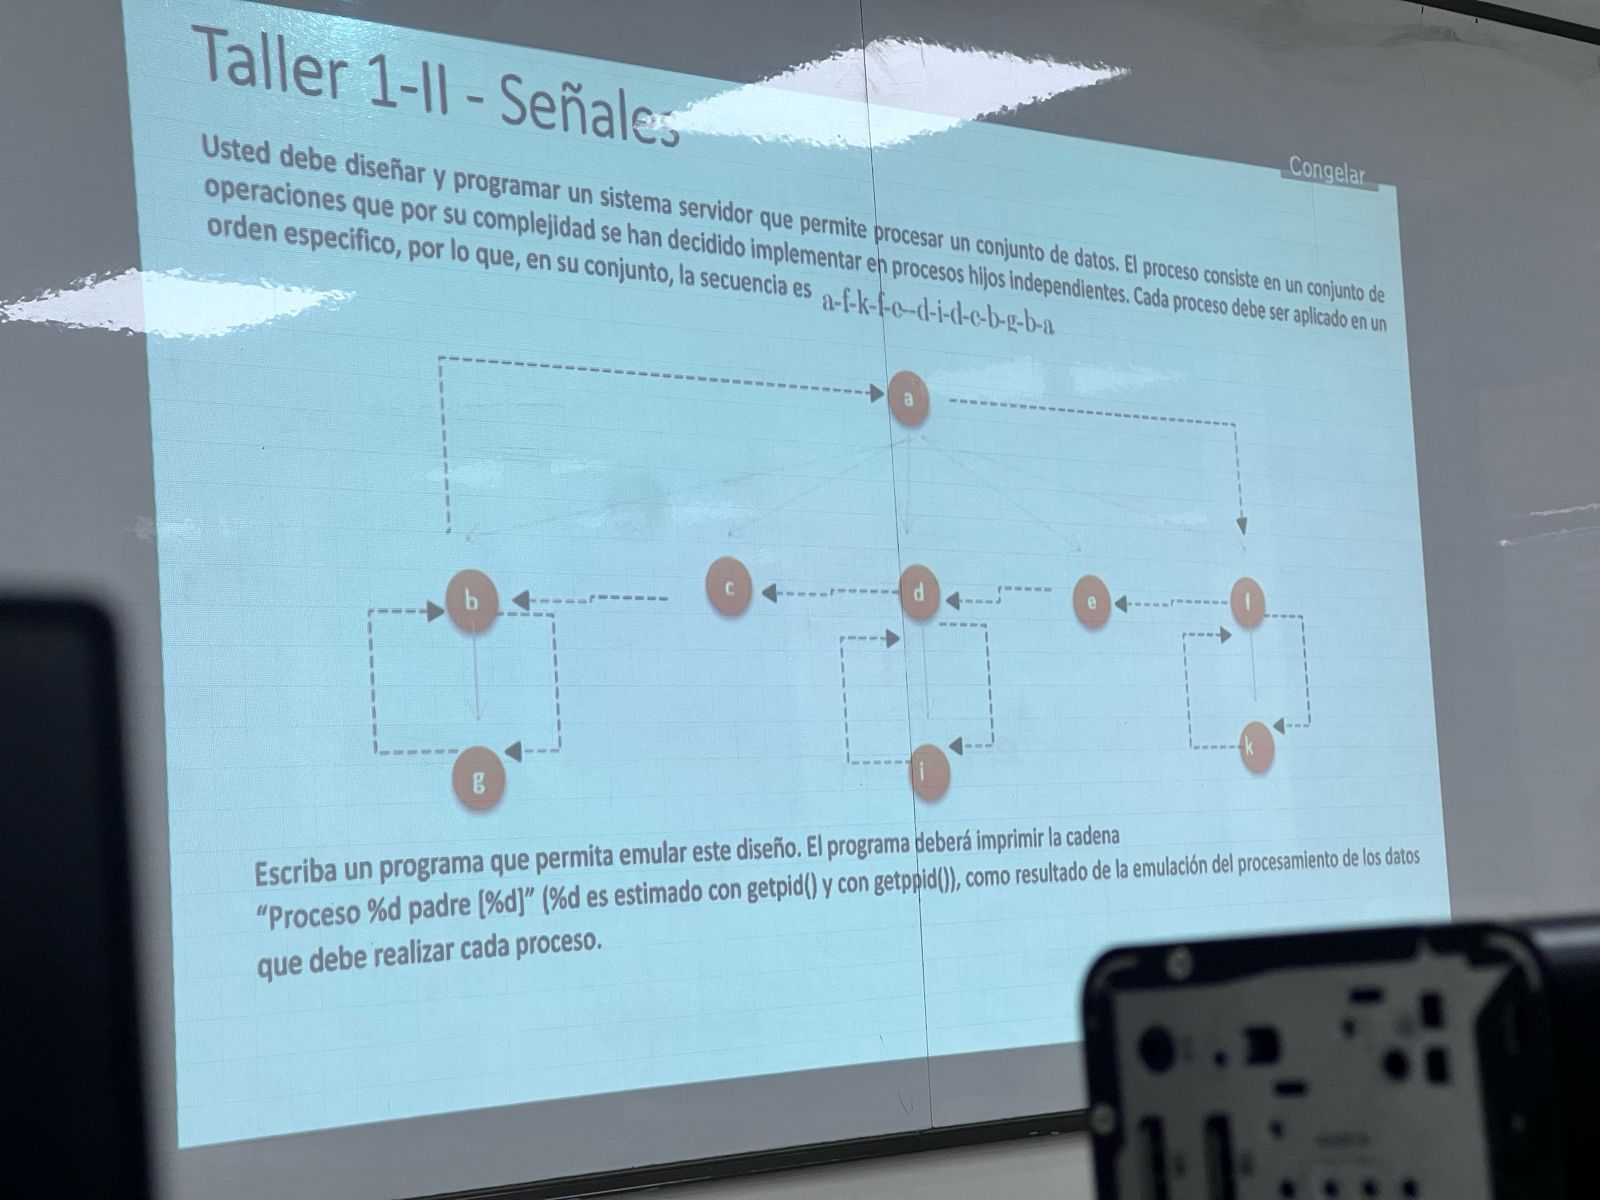 Taller 1-II - Señales
Congelar
Usted debe diseñar y programar un sistema servidor que permite procesar un conjunto de datos. El proceso consiste en un conjunto de
operaciones que por su complejidad se han decidido implementar en procesos hijos independientes. Cada proceso debe ser aplicado en un
orden especifico, por lo que, en su conjunto, la secuencia es a-f-k-f-e--d-i-d-c-b-g-b-a
a
b
c
d
e
f
g
i
k
Escriba un programa que permita emular este diseño. El programa deberá imprimir la cadena
“Proceso %d padre [%d]” (%d es estimado con getpid() y con getppid()), como resultado de la emulación del procesamiento de los datos
que debe realizar cada proceso.